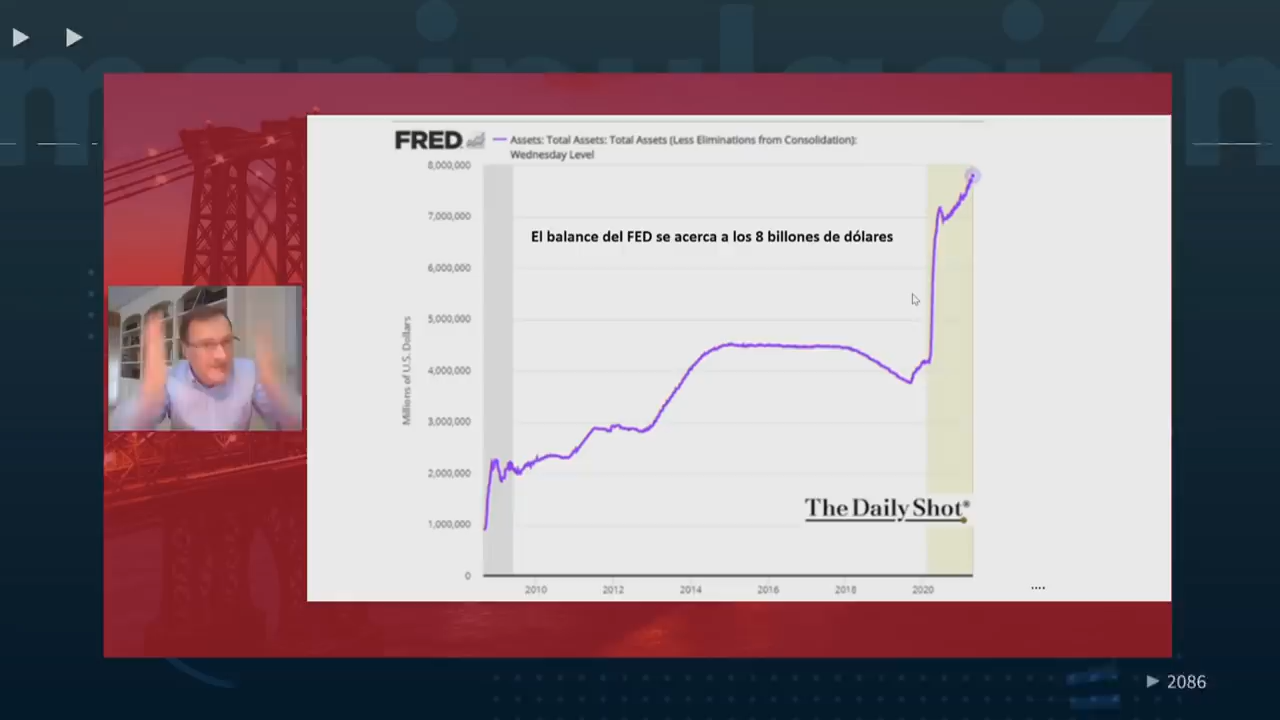 manipulación
FRED
Assets: Total Assets: Total Assets (Less Eliminations from Consolidation):
Wednesday Level
8,000,000
7,000,000
El balance del FED se acerca a los 8 billones de dólares
6,000,000
5,000,000
Millions of U.S. Dollars
4,000,000
3,000,000
2,000,000
The Daily Shot®
1,000,000
0
2010 2012 2014 2016 2018 2020
....
2086